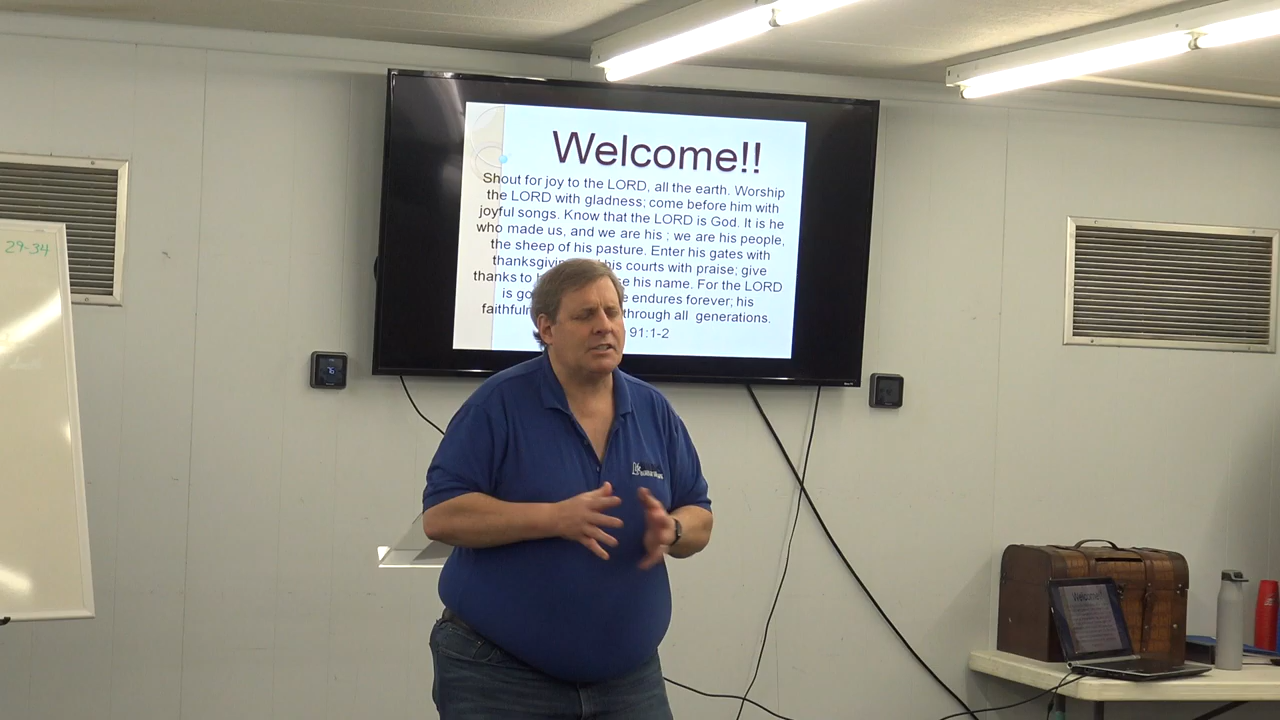 29-34
Welcome!!
Shout for joy to the LORD, all the earth. Worship
the LORD with gladness; come before him with
joyful songs. Know that the LORD is God. It is he
who made us, and we are his ; we are his people,
the sheep of his pasture. Enter his gates with
his courts with praise; give
thanks to his name. For the LORD
is endures forever; his
through all generations.
91:1-2
76
Life
Welcome!!